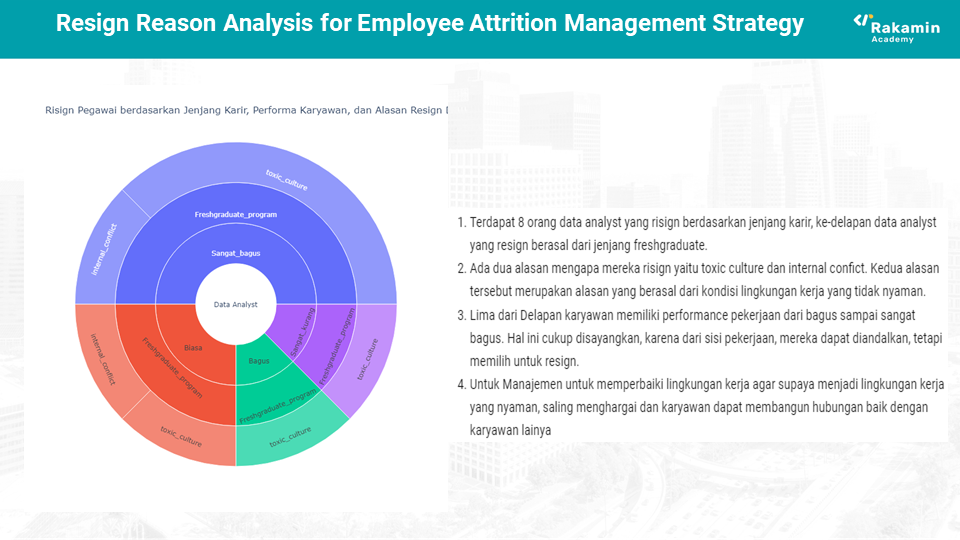 Resign Reason Analysis for Employee Attrition Management Strategy
Rakamin
Academy
Risign Pegawai berdasarkan Jenjang Karir, Performa Karyawan, dan Alasan Resign
toxic_culture
internal_conflict
Freshgraduate_program
Sangat_bagus
Data Analyst
Biasa
Freshgraduate_program
internal_conflict
toxic_culture
Bagus
Freshgraduate_program
toxic_culture
Sangat_kurang
Freshgraduate_program
toxic_culture
1. Terdapat 8 orang data analyst yang risign berdasarkan jenjang karir, ke-delapan data analyst
yang resign berasal dari jenjang freshgraduate.
2. Ada dua alasan mengapa mereka risign yaitu toxic culture dan internal confict. Kedua alasan
tersebut merupakan alasan yang berasal dari kondisi lingkungan kerja yang tidak nyaman.
3. Lima dari Delapan karyawan memiliki performance pekerjaan dari bagus sampai sangat
bagus. Hal ini cukup disayangkan, karena dari sisi pekerjaan, mereka dapat diandalkan, tetapi
memilih untuk resign.
4. Untuk Manajemen untuk memperbaiki lingkungan kerja agar supaya menjadi lingkungan kerja
yang nyaman, saling menghargai dan karyawan dapat membangun hubungan baik dengan
karyawan lainya